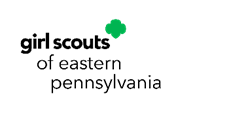 girl scouts
of eastern
pennsylvania